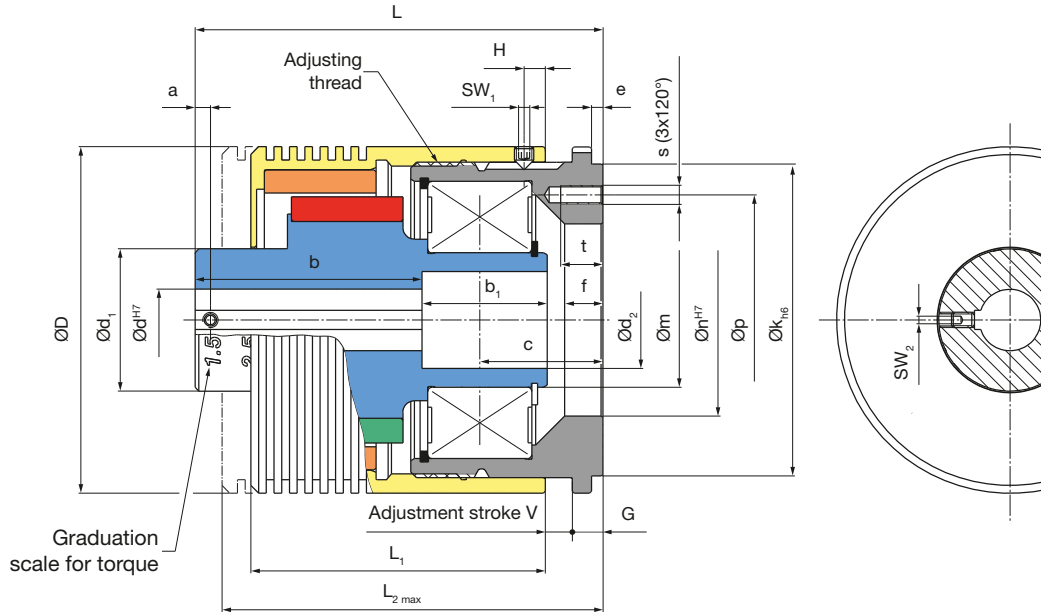 L
H
Adjusting
thread
SW₁
a
e
s (3x120°)
b
t
b₁
f
c
ØD
Ød₁
Ødᴴ⁷
Ød₂
Øm
Ønᴴ⁷
Øp
Økₕ₆
SW₂
1.5
2.5
Adjustment stroke V
G
Graduation
scale for torque
L₁
L₂ ₘₐₓ